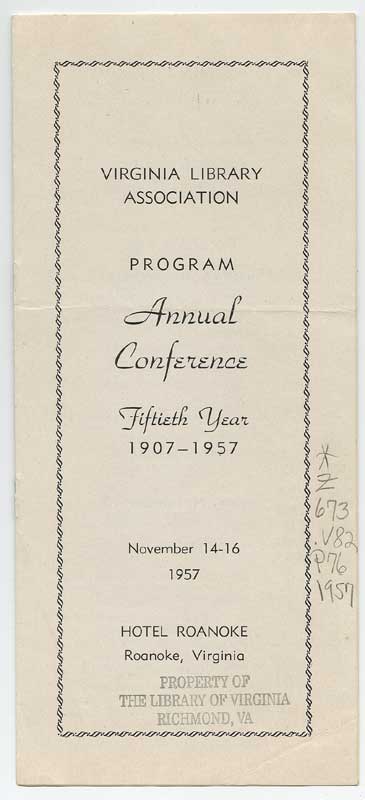 VIRGINIA LIBRARY
ASSOCIATION
PROGRAM
Annual
Conference
Fiftieth Year
1907-1957
November 14-16
1957
HOTEL ROANOKE
Roanoke, Virginia
PROPERTY OF
THE LIBRARY OF VIRGINIA
RICHMOND, VA
*
Z
673
.V82
P76
1957